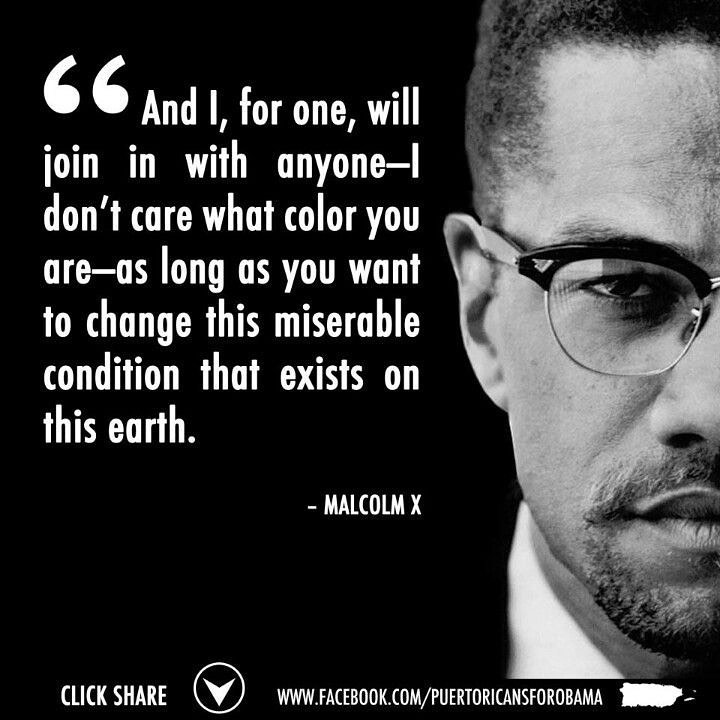 “ And I, for one, will
join in with anyone—I
don’t care what color you
are—as long as you want
to change this miserable
condition that exists on
this earth.
– MALCOLM X
CLICK SHARE
WWW.FACEBOOK.COM/PUERTORICANSFOROBAMA